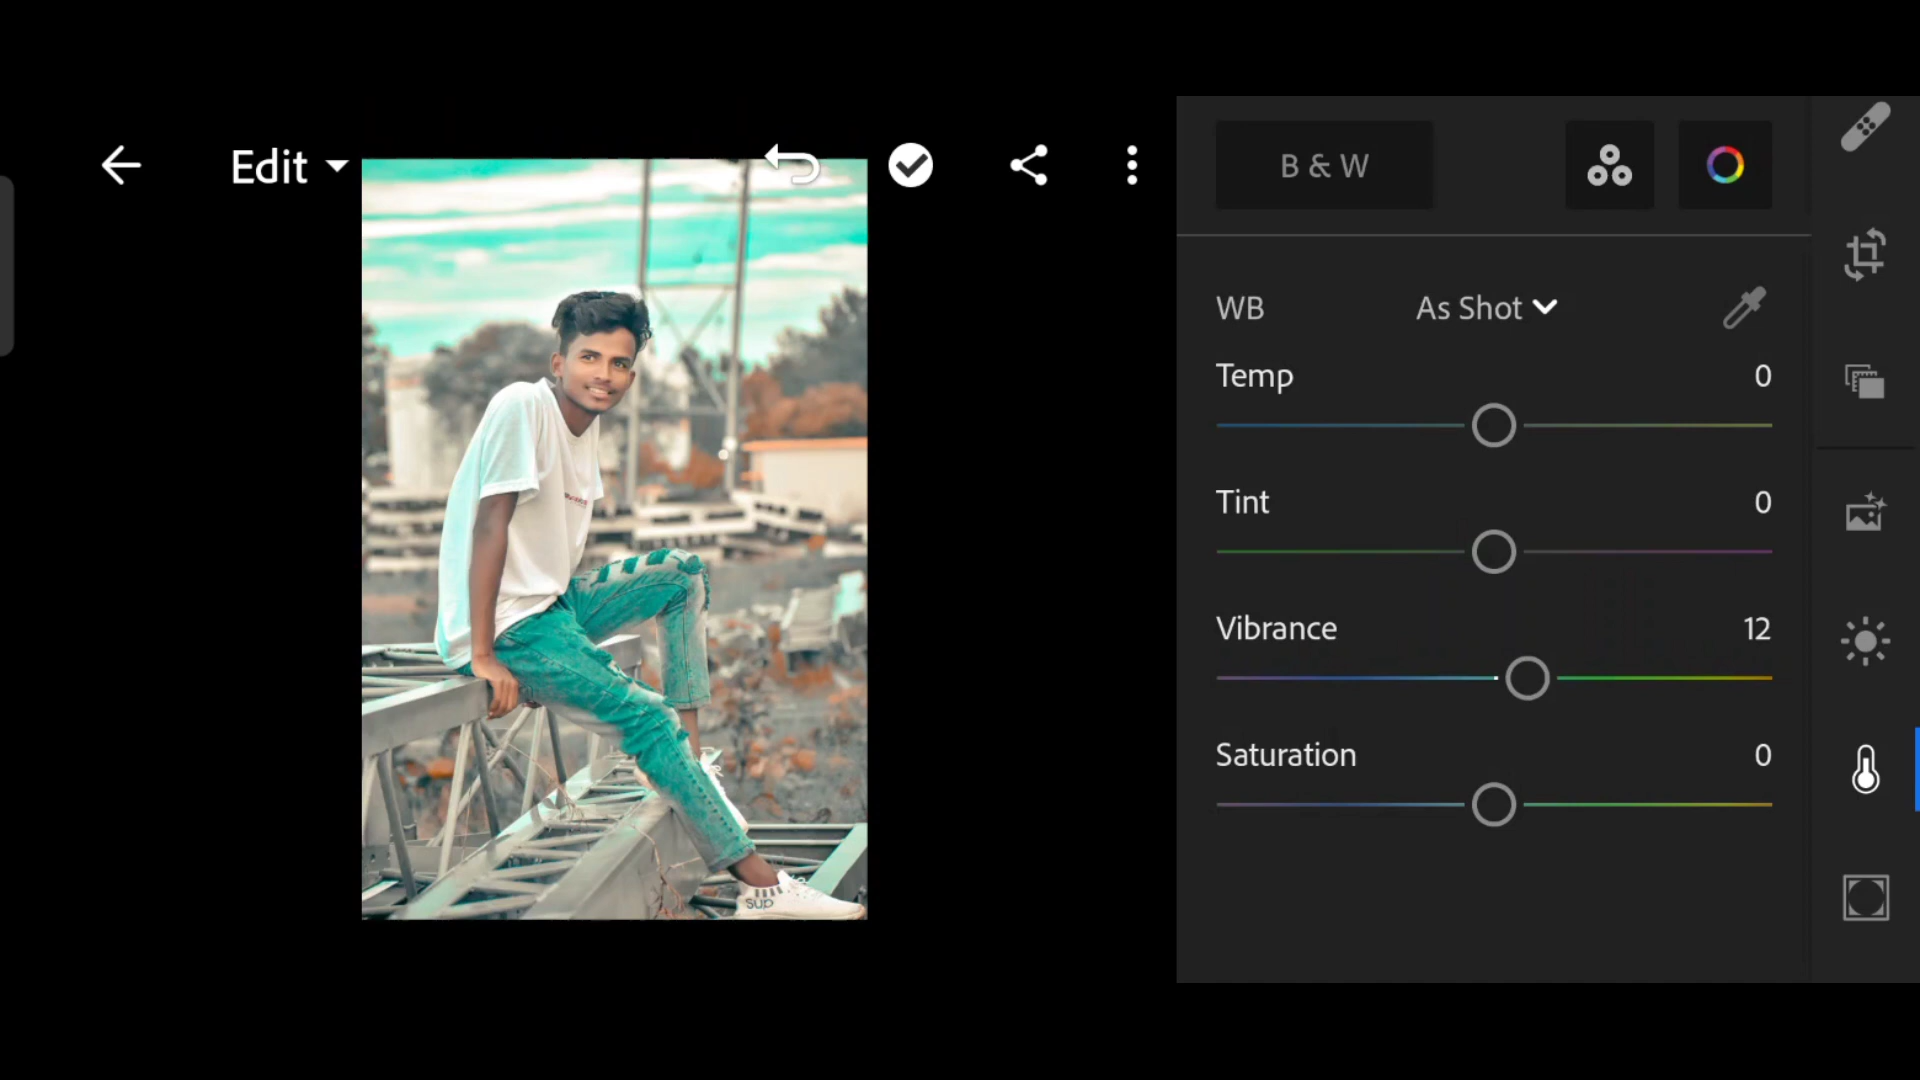 Edit
B & W
WB As Shot
Temp 0
Tint 0
Vibrance 12
Saturation 0
Sup